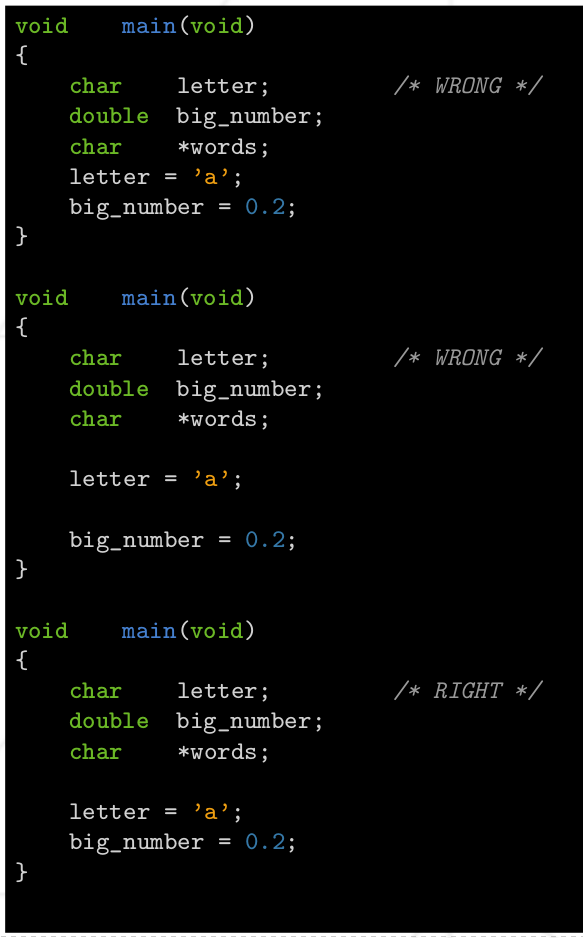 void    main(void)
{
    char    letter;         /* WRONG */
    double  big_number;
    char    *words;
    letter = ’a’;
    big_number = 0.2;
}

void    main(void)
{
    char    letter;         /* WRONG */
    double  big_number;
    char    *words;

    letter = ’a’;

    big_number = 0.2;
}

void    main(void)
{
    char    letter;         /* RIGHT */
    double  big_number;
    char    *words;

    letter = ’a’;
    big_number = 0.2;
}